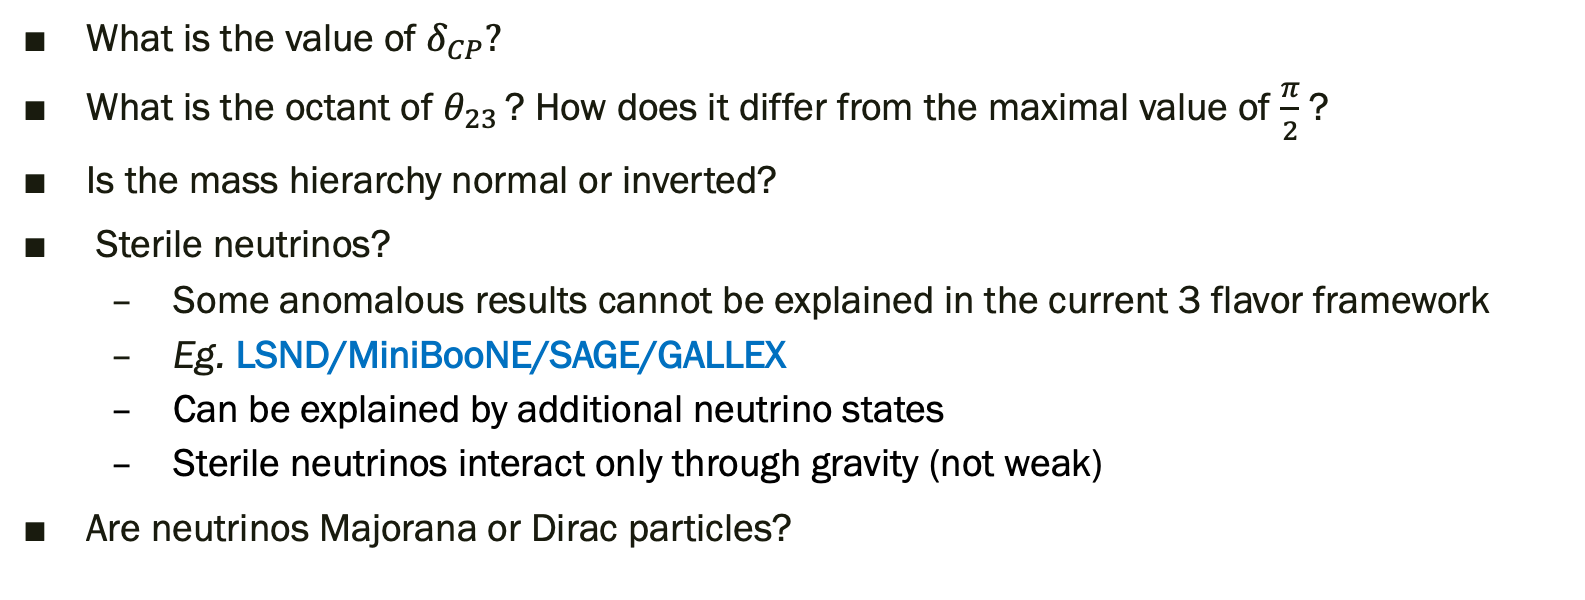 ■ What is the value of δ_CP?
■ What is the octant of θ_23 ? How does it differ from the maximal value of π/2 ?
■ Is the mass hierarchy normal or inverted?
■ Sterile neutrinos?
– Some anomalous results cannot be explained in the current 3 flavor framework
– Eg. LSND/MiniBooNE/SAGE/GALLEX
– Can be explained by additional neutrino states
– Sterile neutrinos interact only through gravity (not weak)
■ Are neutrinos Majorana or Dirac particles?